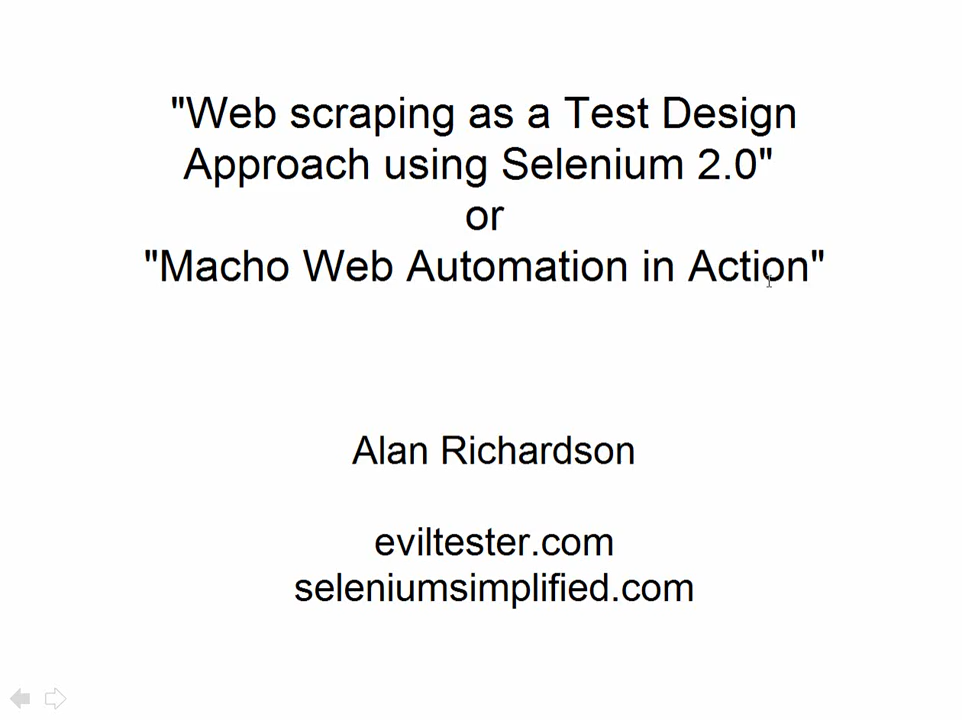 "Web scraping as a Test Design
Approach using Selenium 2.0"
or
"Macho Web Automation in Action"
Alan Richardson
eviltester.com
seleniumsimplified.com